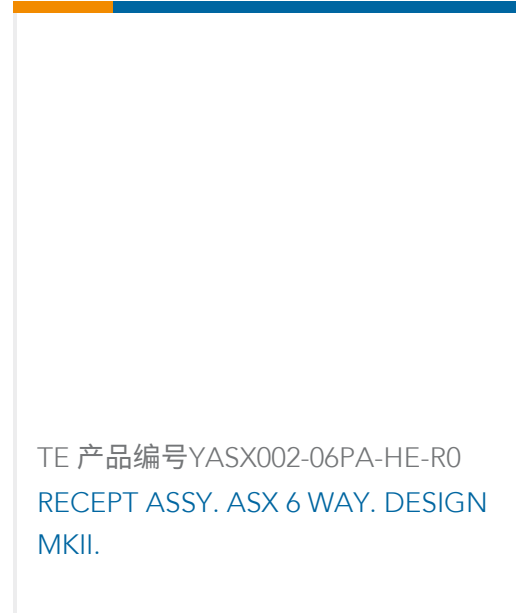 TE 产品编号YASX002-06PA-HE-R0
RECEPT ASSY. ASX 6 WAY. DESIGN
MKII.